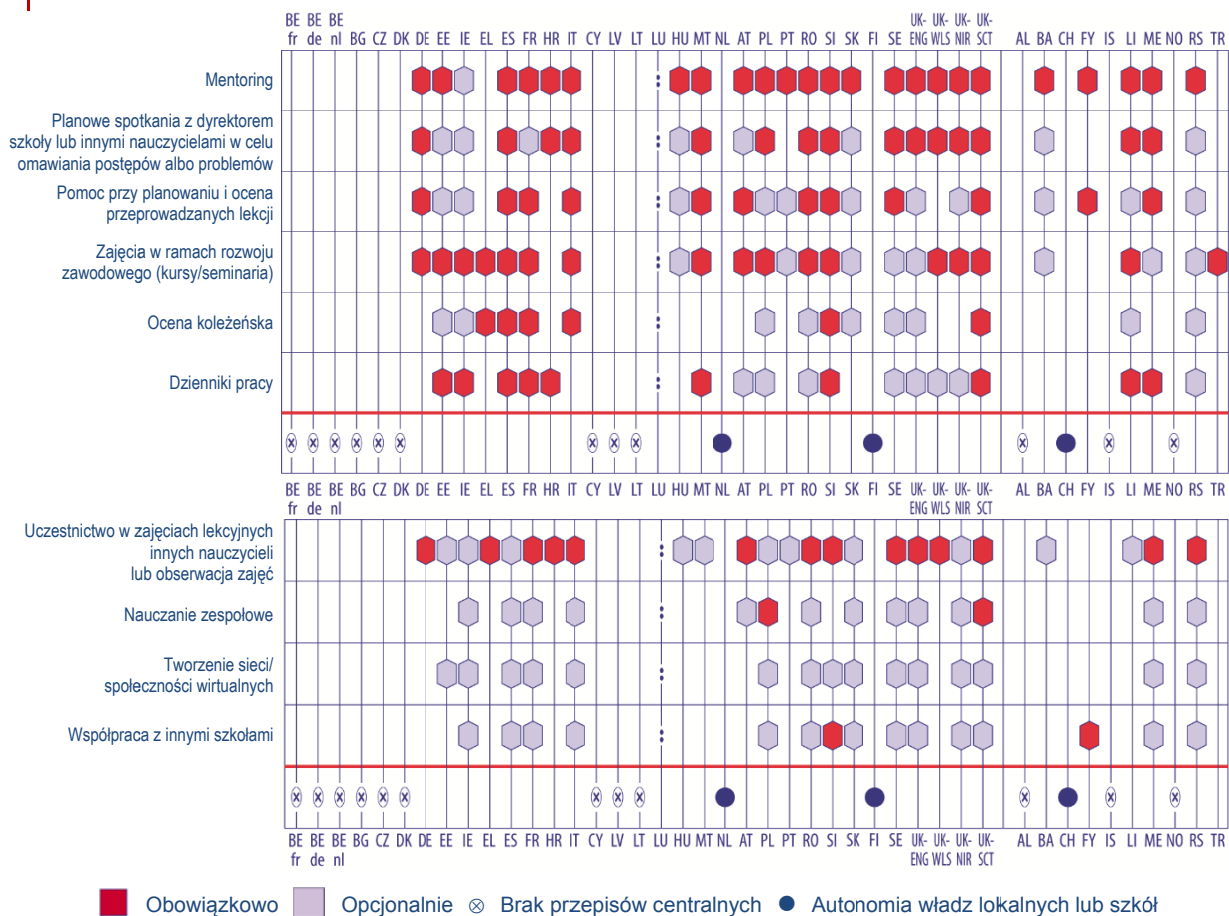 BE BE BE UK- UK- UK- UK-
fr de nl BG CZ DK DE EE IE EL ES FR HR IT CY LV LT LU HU MT NL AT PL PT RO SI SK FI SE ENG WLS NIR SCT AL BA CH FY IS LI ME NO RS TR
Mentoring
Planowe spotkania z dyrektorem
szkoły lub innymi nauczycielami w celu
omawiania postępów albo problemów
Pomoc przy planowaniu i ocena
przeprowadzanych lekcji
Zajęcia w ramach rozwoju
zawodowego (kursy/seminaria)
Ocena koleżeńska
Dzienniki pracy
BE BE BE BG CZ DK DE EE IE EL ES FR HR IT CY LV LT LU HU MT NL AT PL PT RO SI SK FI SE UK- UK- UK- UK- AL BA CH FY IS LI ME NO RS TR
fr de nl ENG WLS NIR SCT
Uczestnictwo w zajęciach lekcyjnych
innych nauczycieli
lub obserwacja zajęć
Nauczanie zespołowe
Tworzenie sieci/
społeczności wirtualnych
Współpraca z innymi szkołami
BE BE BE BG CZ DK DE EE IE EL ES FR HR IT CY LV LT LU HU MT NL AT PL PT RO SI SK FI SE UK- UK- UK- UK- AL BA CH FY IS LI ME NO RS TR
fr de nl ENG WLS NIR SCT
Obowiązkowo Opcjonalnie Brak przepisów centralnych Autonomia władz lokalnych lub szkół